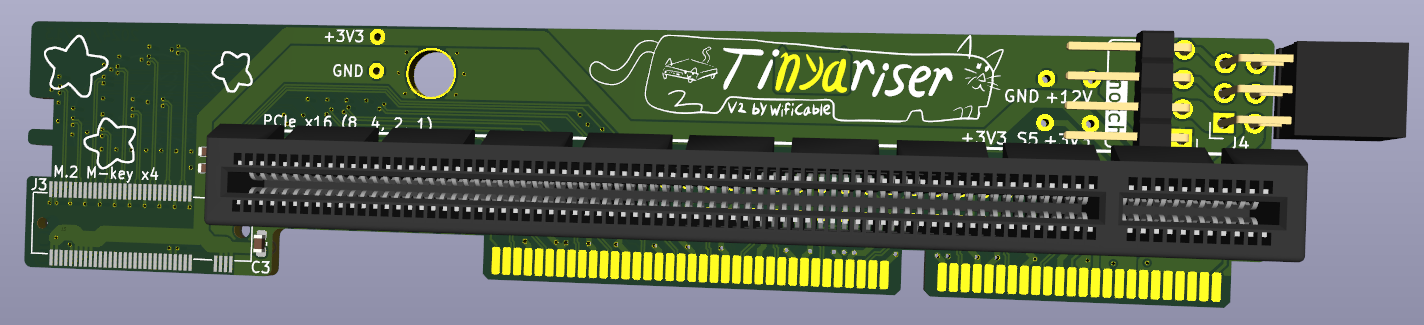 +3V3
GND
Tinyariser
V2 by WifiCable
GND +12V
PCIe x16 (8, 4, 2, 1)
+3V3 S5 +3V3
J4
M.2 M-key x4
J3
C3